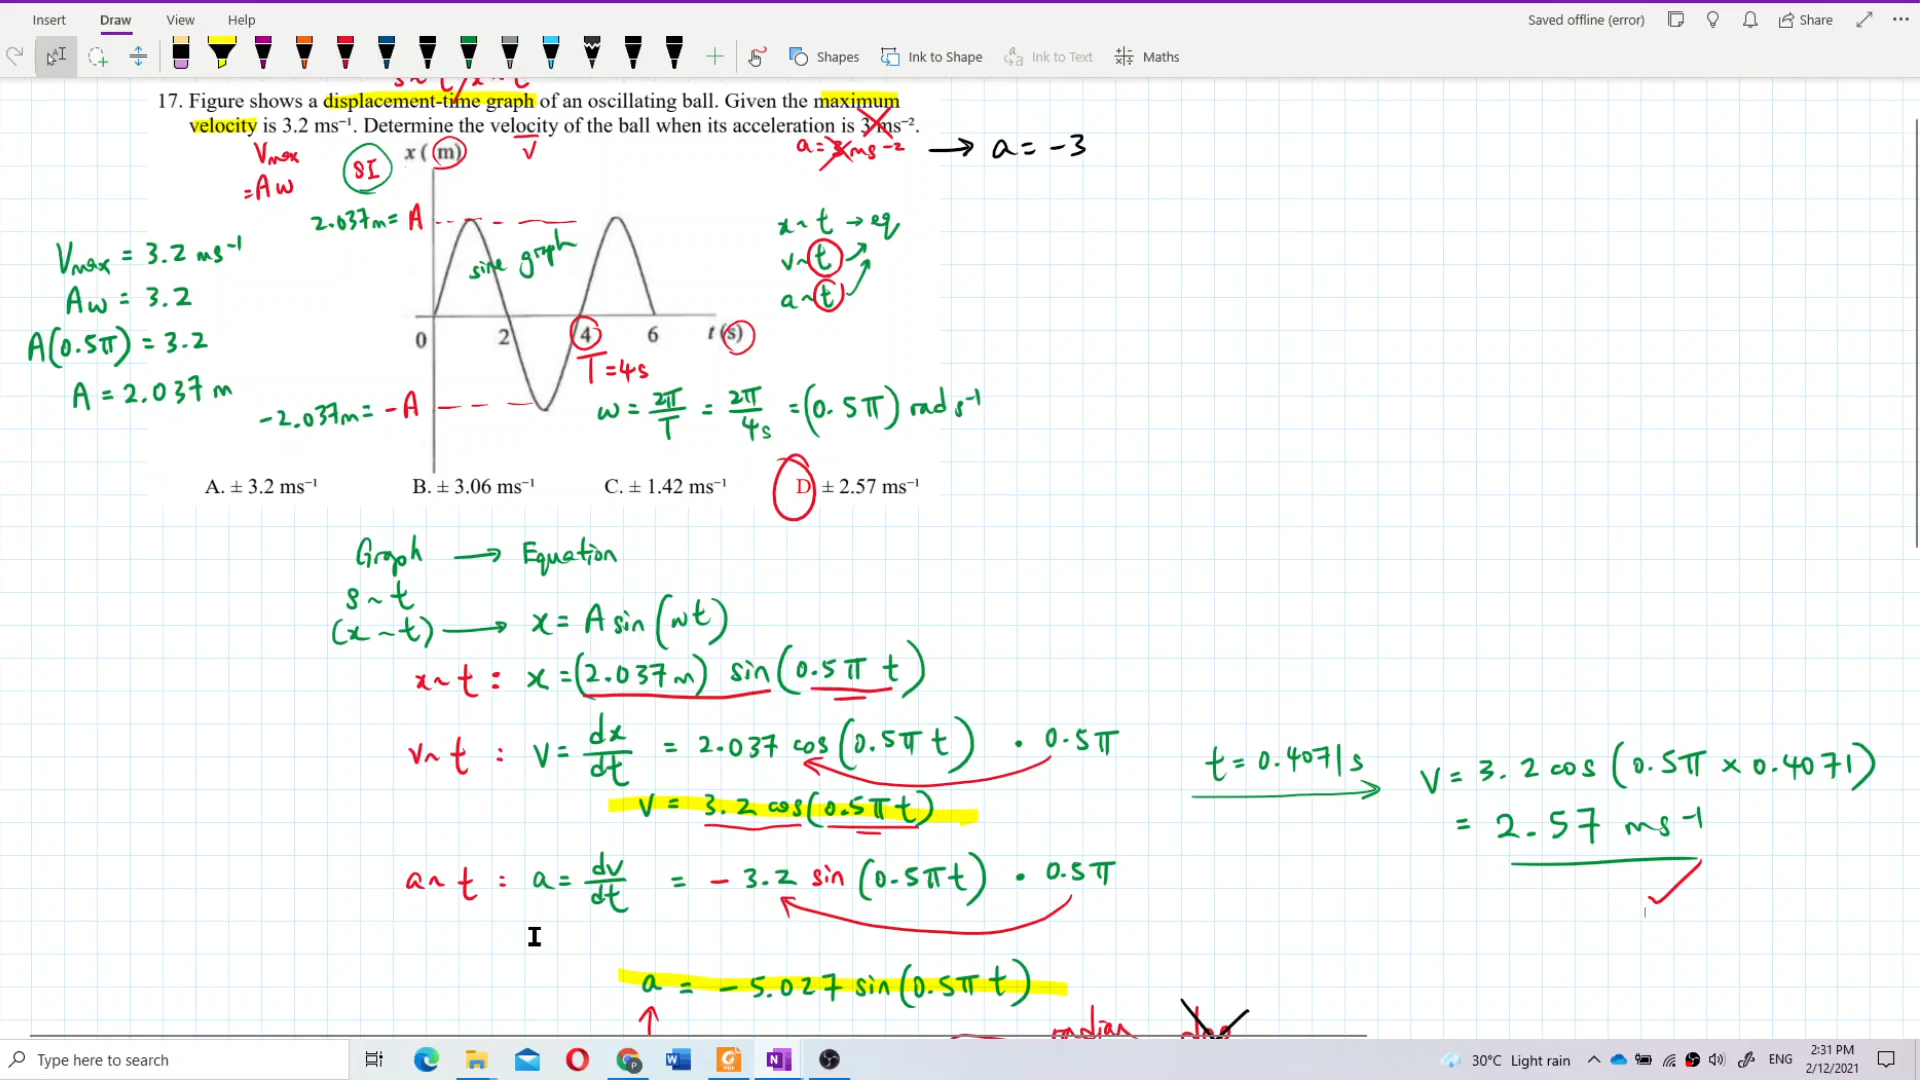 Insert Draw View Help
Saved offline (error) Share
Shapes Ink to Shape Ink to Text Maths
17. Figure shows a displacement-time graph of an oscillating ball. Given the maximum
velocity is 3.2 ms⁻¹. Determine the velocity of the ball when its acceleration is 3 ms⁻².
Vmax
= Aω
SI
x (m)
V
a = 3 ms⁻² → a = -3
2.037m = A
sine graph
x ~ t → eq
v ~ t
a ~ t
Vmax = 3.2 ms⁻¹
Aω = 3.2
A(0.5π) = 3.2
A = 2.037 m
0 2 4 6 t (s)
T = 4s
-2.037m = -A
ω = 2π/T = 2π/4s = (0.5π) rad s⁻¹
A. ± 3.2 ms⁻¹ B. ± 3.06 ms⁻¹ C. ± 1.42 ms⁻¹ D ± 2.57 ms⁻¹
Graph → Equation
s ~ t
(x ~ t) → x = A sin(ωt)
x ~ t : x = (2.037m) sin(0.5π t)
v ~ t : V = dx/dt = 2.037 cos(0.5π t) · 0.5π
V = 3.2 cos(0.5π t)
t = 0.4071 s
V = 3.2 cos (0.5π × 0.4071)
= 2.57 ms⁻¹
a ~ t : a = dv/dt = - 3.2 sin(0.5πt) · 0.5π
a = - 5.027 sin(0.5π t)
radian
Type here to search
30°C Light rain
ENG
2:31 PM
2/12/2021